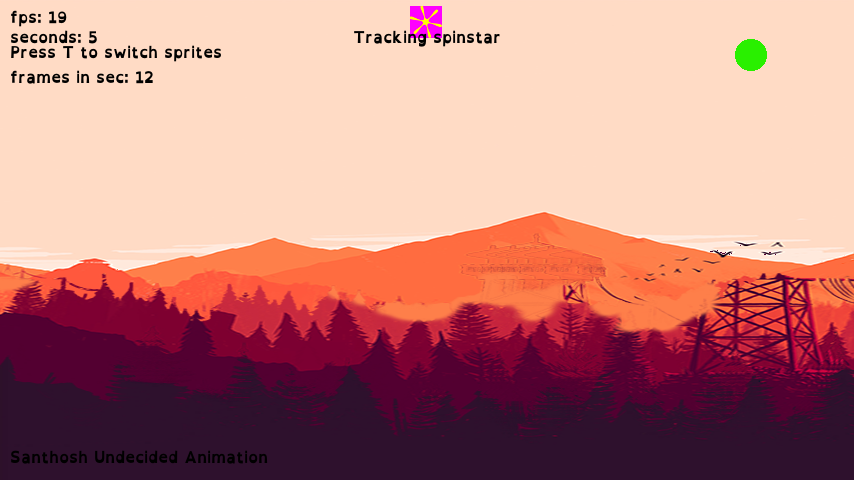 fps: 19
seconds: 5
Press T to switch sprites
frames in sec: 12
Tracking spinstar
Santhosh Undecided Animation